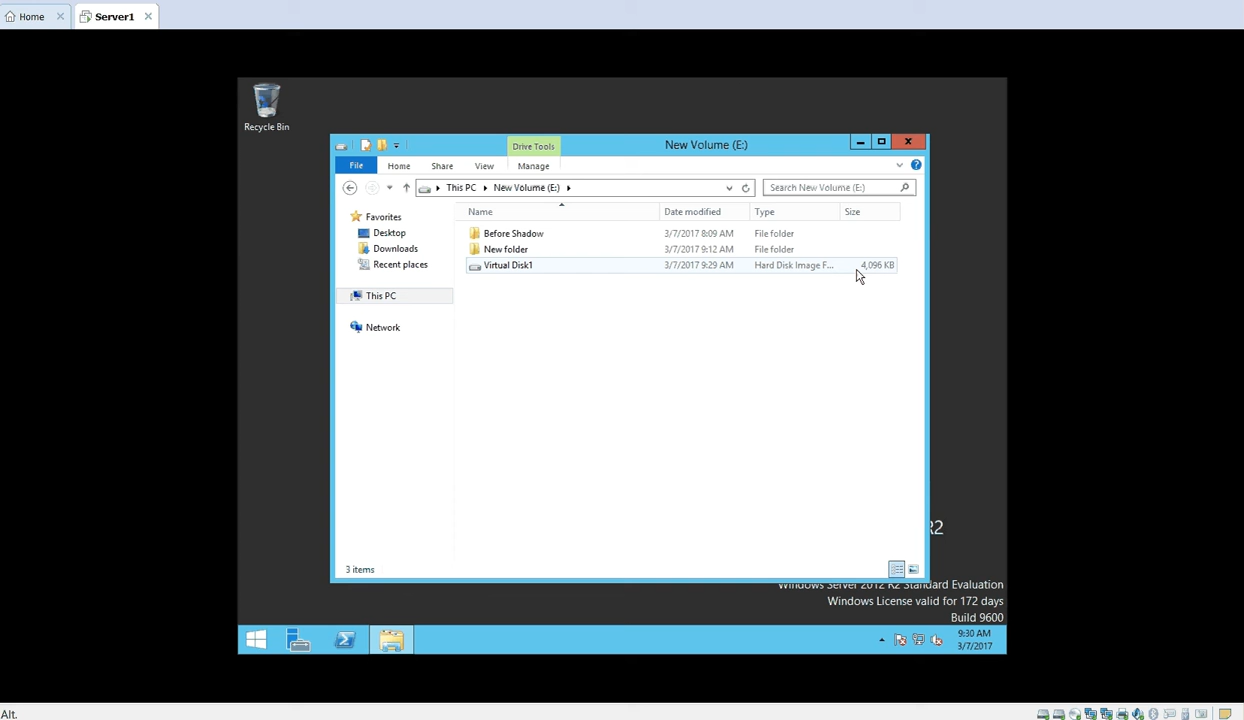 Home
Server1
Recycle Bin
Drive Tools
New Volume (E:)
File
Home
Share
View
Manage
This PC
New Volume (E:)
Search New Volume (E:)
Favorites
Desktop
Downloads
Recent places
This PC
Network
Name
Date modified
Type
Size
Before Shadow
3/7/2017 8:09 AM
File folder
New folder
3/7/2017 9:12 AM
File folder
Virtual Disk1
3/7/2017 9:29 AM
Hard Disk Image F...
4,096 KB
3 items
R2
Windows Server 2012 R2 Standard Evaluation
Windows License valid for 172 days
Build 9600
9:30 AM
3/7/2017
Alt.